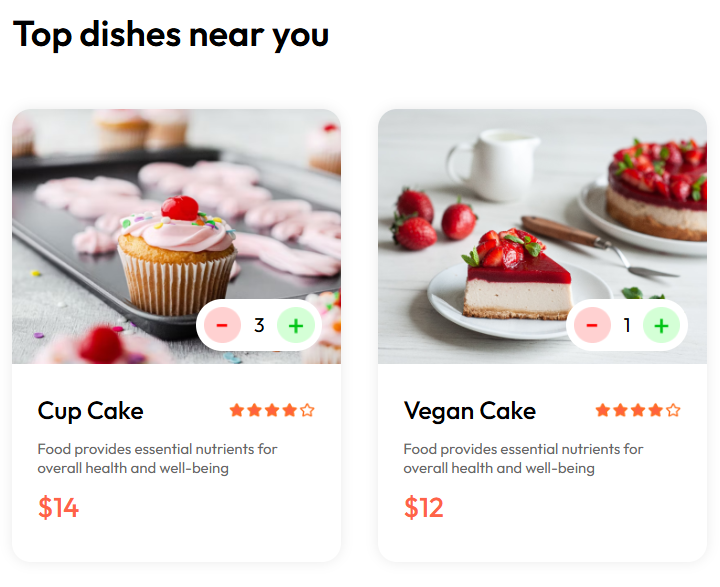 Top dishes near you
- 3 +
- 1 +
Cup Cake
Food provides essential nutrients for
overall health and well-being
$14
Vegan Cake
Food provides essential nutrients for
overall health and well-being
$12